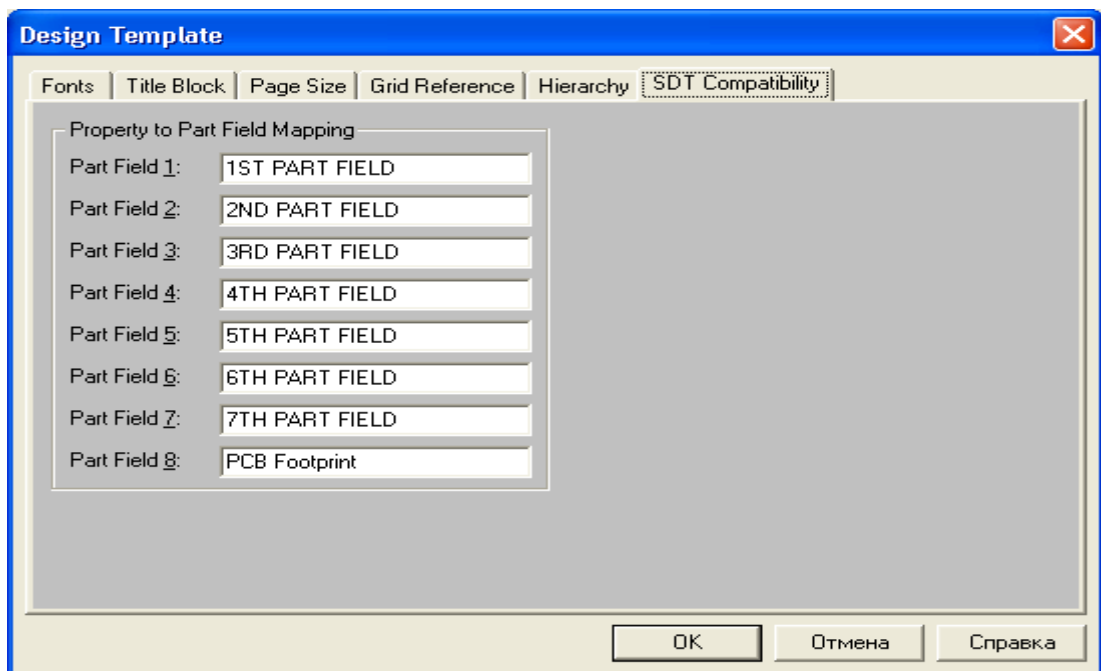 Design Template
Fonts Title Block Page Size Grid Reference Hierarchy SDT Compatibility
Property to Part Field Mapping
Part Field 1: 1ST PART FIELD
Part Field 2: 2ND PART FIELD
Part Field 3: 3RD PART FIELD
Part Field 4: 4TH PART FIELD
Part Field 5: 5TH PART FIELD
Part Field 6: 6TH PART FIELD
Part Field 7: 7TH PART FIELD
Part Field 8: PCB Footprint
OK Отмена Справка